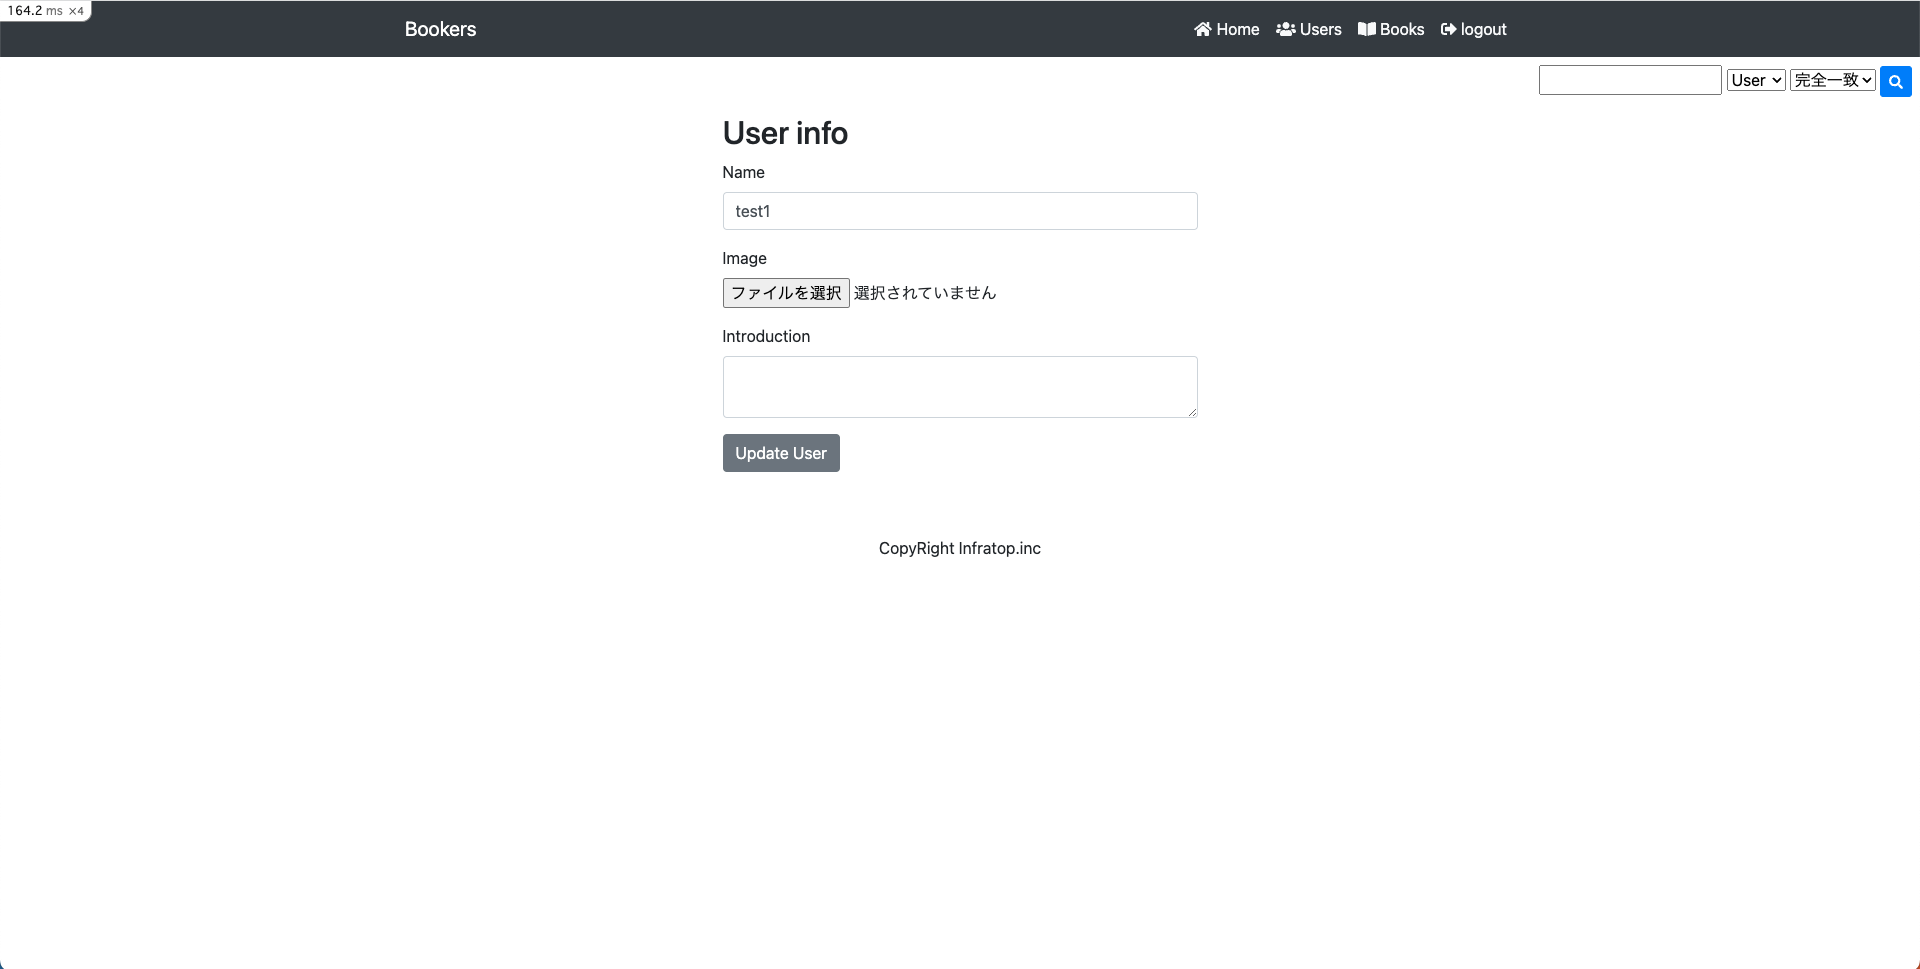 164.2 ms ×4
Bookers Home Users Books logout
User 完全一致
User info
Name
test1
Image
ファイルを選択 選択されていません
Introduction
Update User
CopyRight Infratop.inc